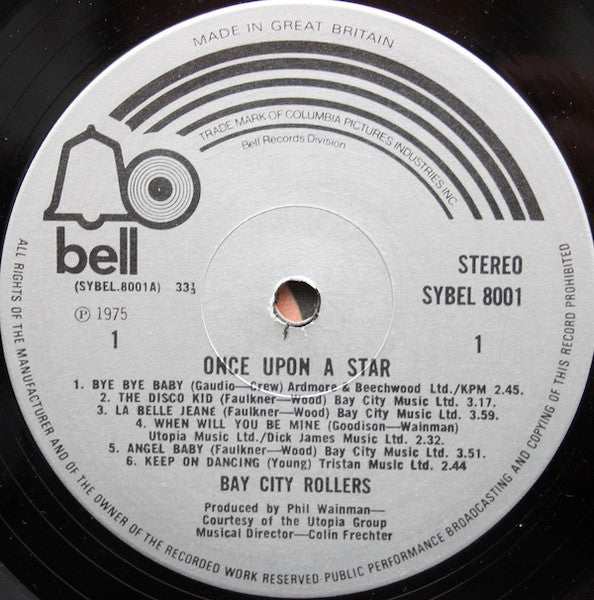 MADE IN GREAT BRITAIN
TRADE MARK OF COLUMBIA PICTURES INDUSTRIES INC.
Bell Records Division
bell
(SYBEL.8001A) 33⅓
℗ 1975
1
STEREO
SYBEL 8001
1
ONCE UPON A STAR
1. BYE BYE BABY (Gaudio—Crew) Ardmore & Beechwood Ltd./KPM 2.45.
2. THE DISCO KID (Faulkner—Wood) Bay City Music Ltd. 3.17.
3. LA BELLE JEANE (Faulkner—Wood) Bay City Music Ltd. 3.59.
4. WHEN WILL YOU BE MINE (Goodison—Wainman)
Utopia Music Ltd./Dick James Music Ltd. 2.32.
5. ANGEL BABY (Faulkner—Wood) Bay City Music Ltd. 3.51.
6. KEEP ON DANCING (Young) Tristan Music Ltd. 2.44
BAY CITY ROLLERS
Produced by Phil Wainman—
Courtesy of the Utopia Group
Musical Director—Colin Frechter
ALL RIGHTS OF THE MANUFACTURER AND OF THE OWNER OF THE RECORDED WORK RESERVED·PUBLIC PERFORMANCE BROADCASTING AND COPYING OF THIS RECORD PROHIBITED